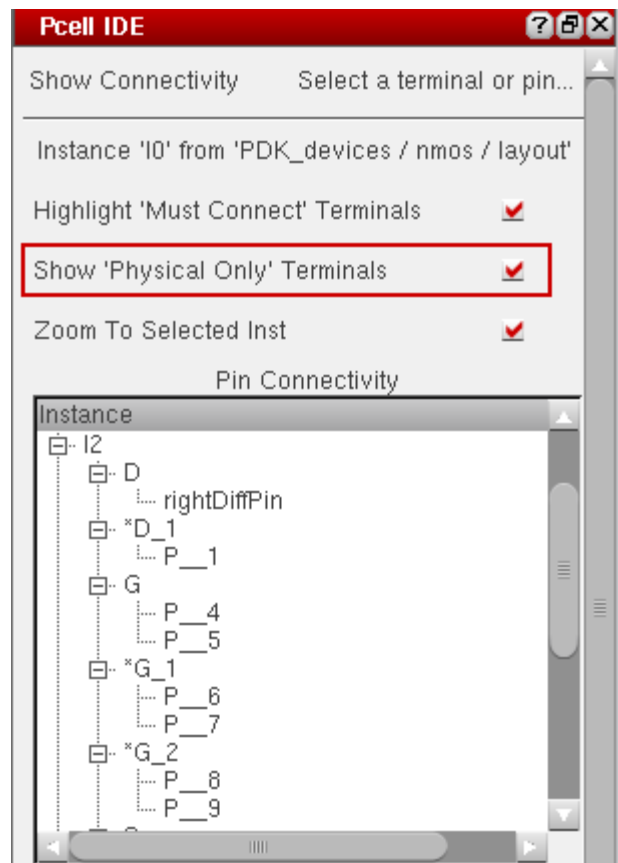 Pcell IDE
Show Connectivity Select a terminal or pin...
Instance 'I0' from 'PDK_devices / nmos / layout'
Highlight 'Must Connect' Terminals
Show 'Physical Only' Terminals
Zoom To Selected Inst
Pin Connectivity
Instance
I2
D
rightDiffPin
*D_1
P__1
G
P__4
P__5
*G_1
P__6
P__7
*G_2
P__8
P__9